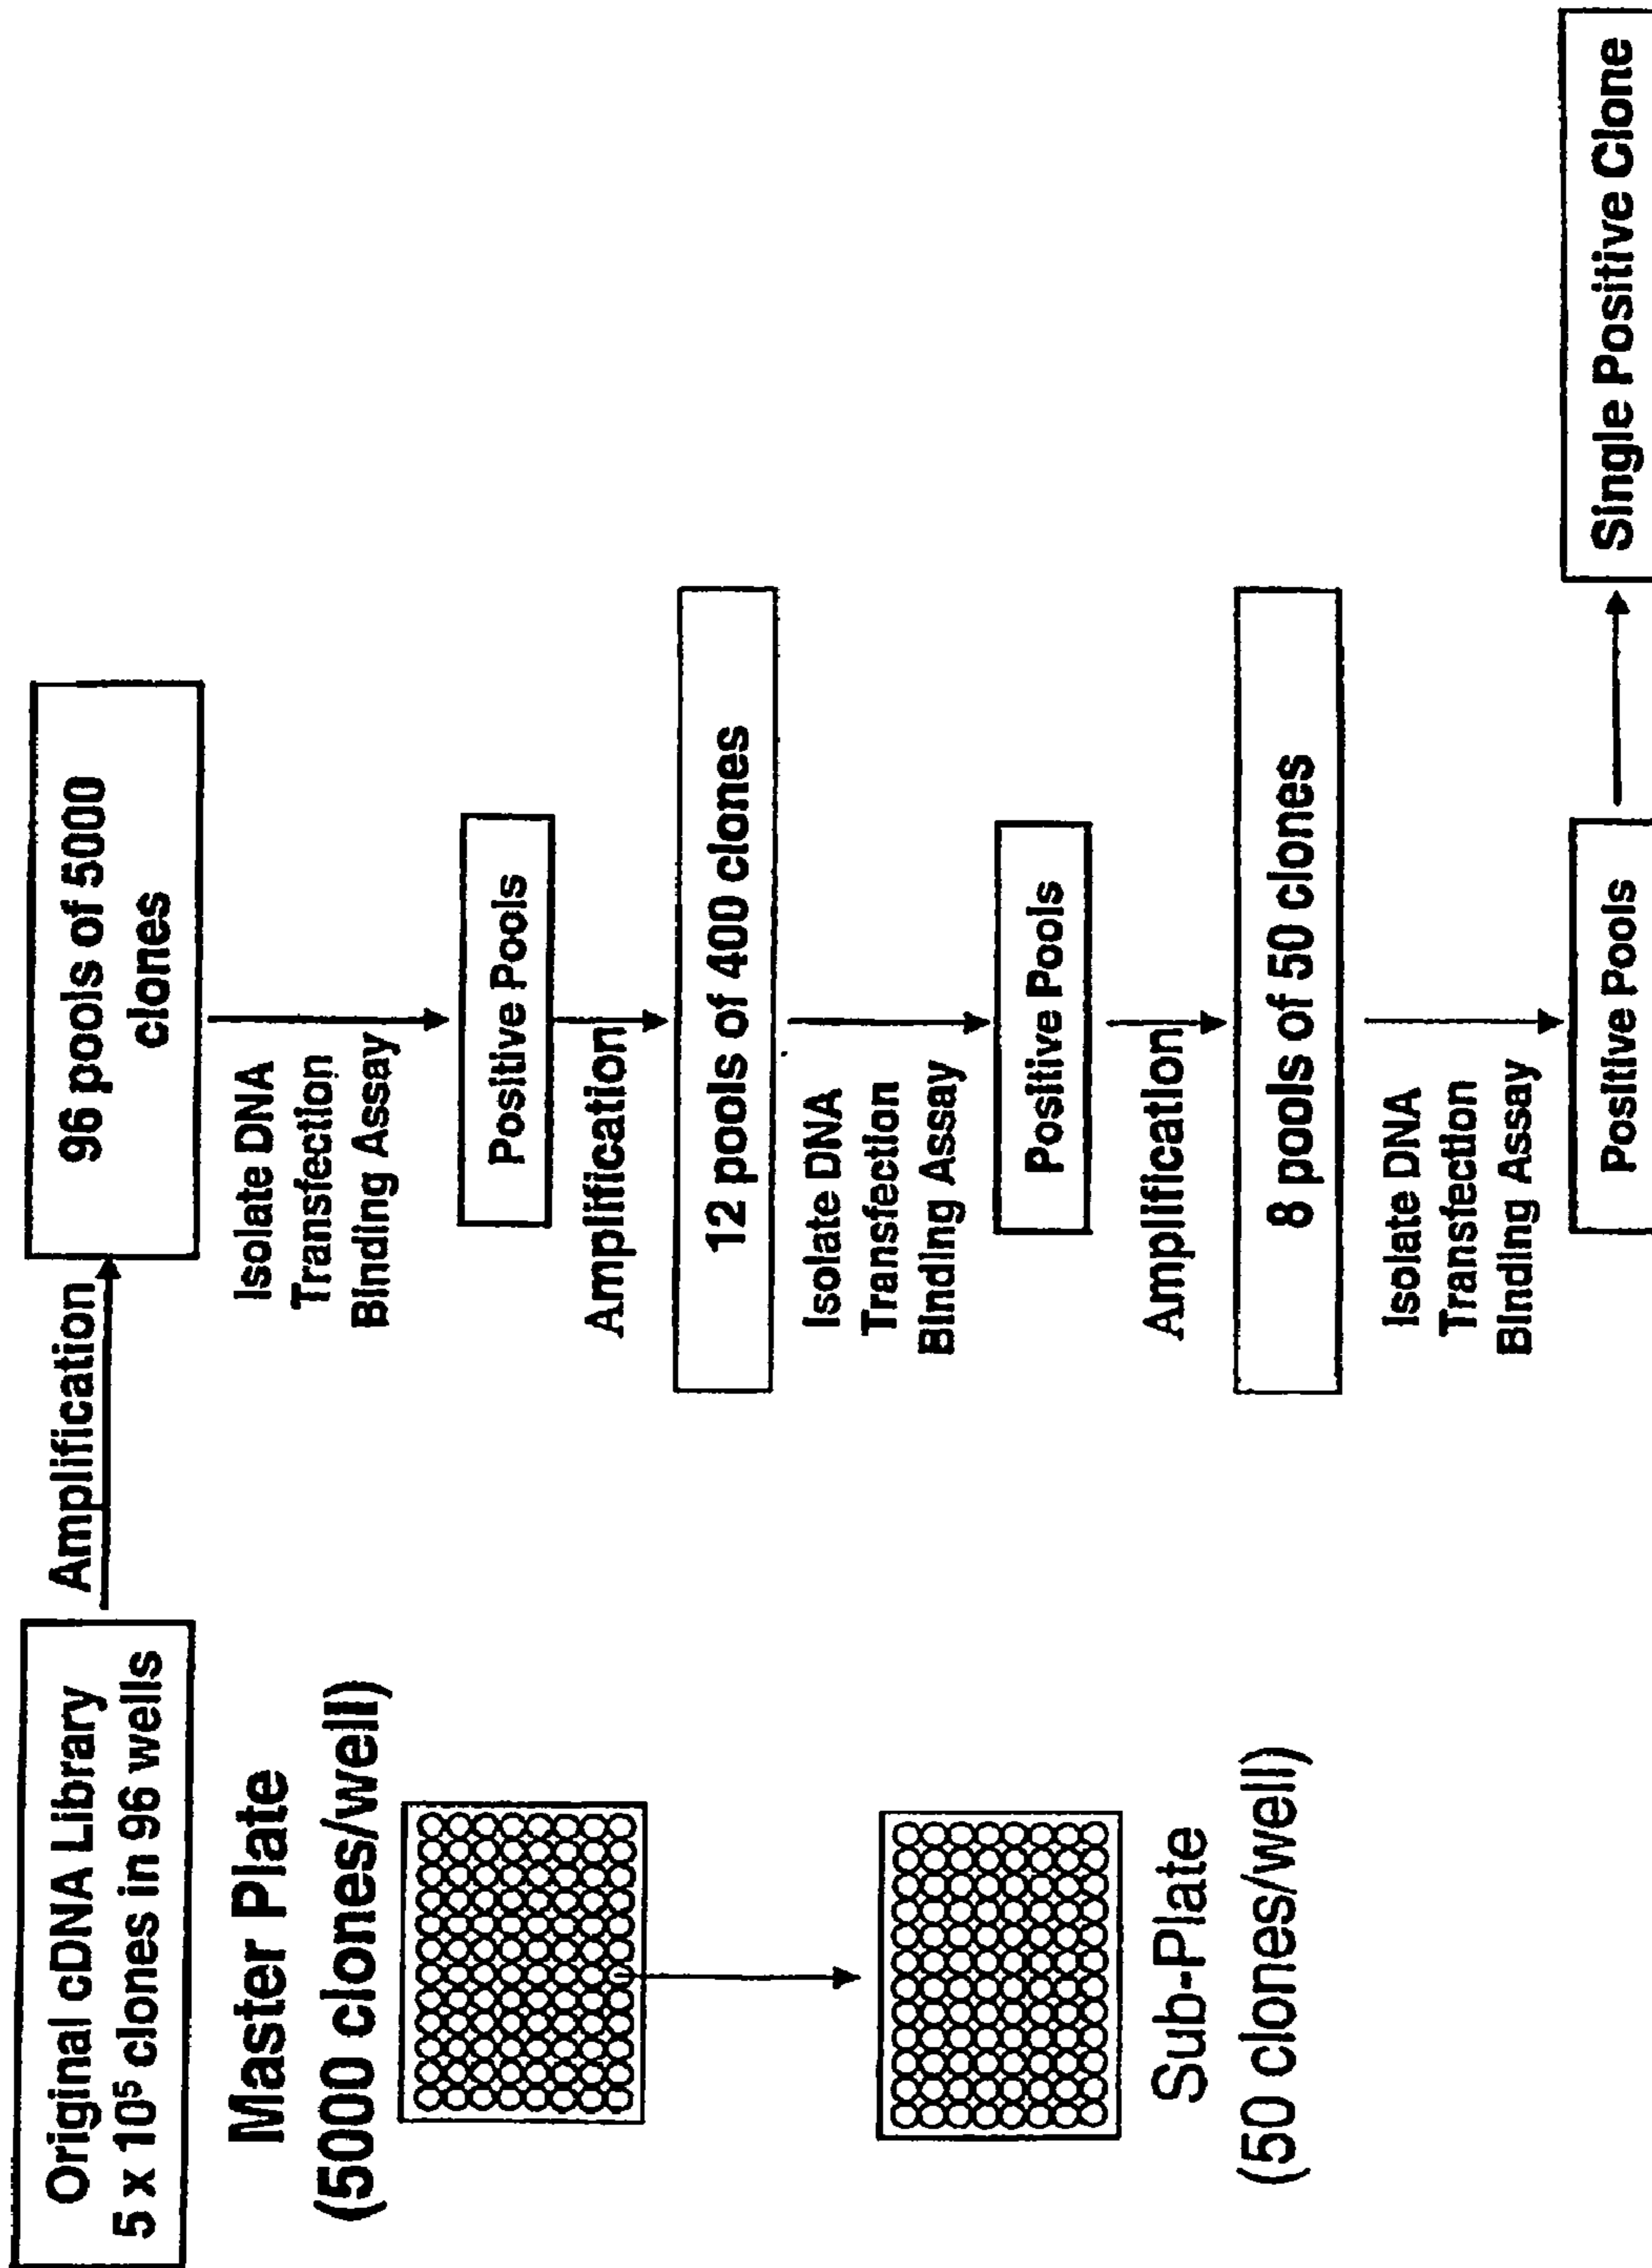 Original cDNA Library
5 x 10⁵ clones in 96 wells
Amplification
96 pools of 5000
clones
Master Plate
(5000 clones/well)
Isolate DNA
Transfection
Binding Assay
Positive Pools
Amplification
12 pools of 400 clones
Isolate DNA
Transfection
Binding Assay
Positive Pools
Sub-Plate
(50 clones/well)
Amplification
8 pools of 50 clones
Isolate DNA
Transfection
Binding Assay
Positive Pools
Single Positive Clone